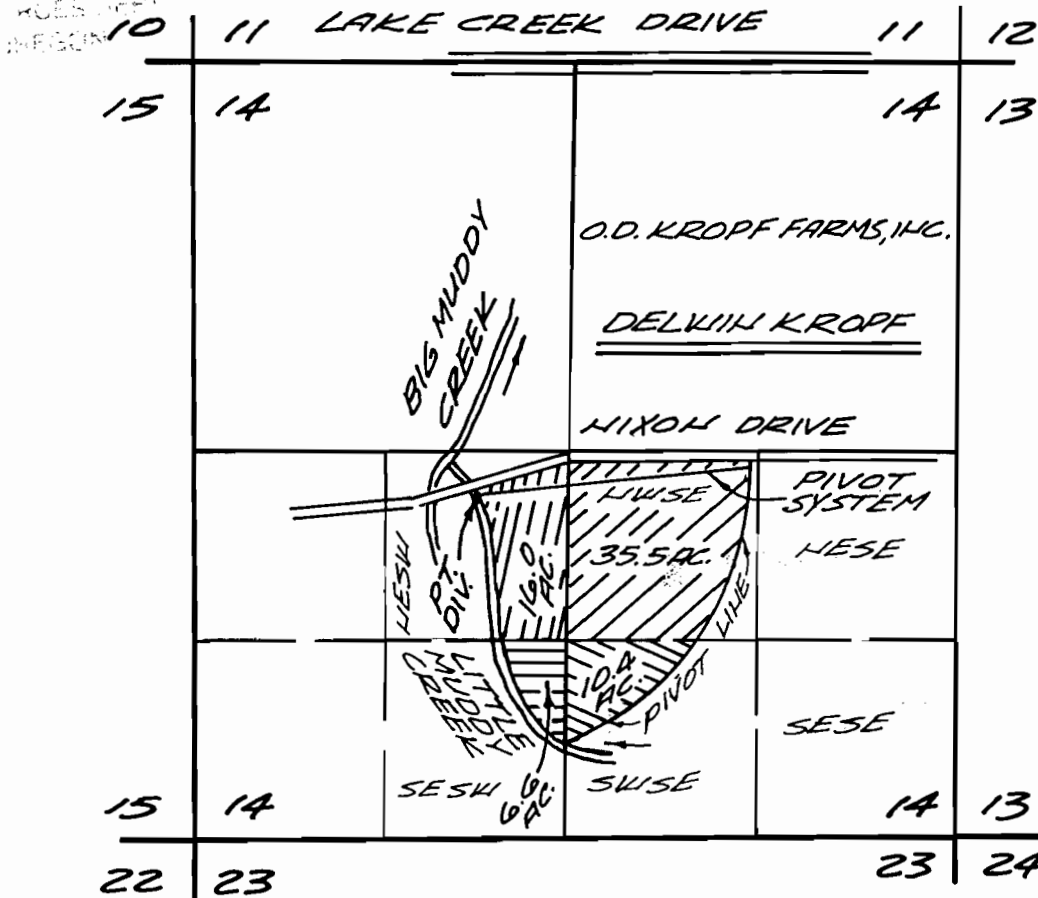 10 11 LAKE CREEK DRIVE 11 12
15 14 14 13
O.D. KROPF FARMS, INC.
BIG MUDDY
CREEK
DELWIN KROPF
NIXON DRIVE
NWSE
PIVOT
SYSTEM
NESW
PT.
DIV.
16.0
AC.
35.5 AC.
NESE
LITTLE
MUDDY
CREEK
10.4
AC.
PIVOT LINE
SESE
SESW
6.6
AC.
SWSE
15 14 14 13
22 23 23 24